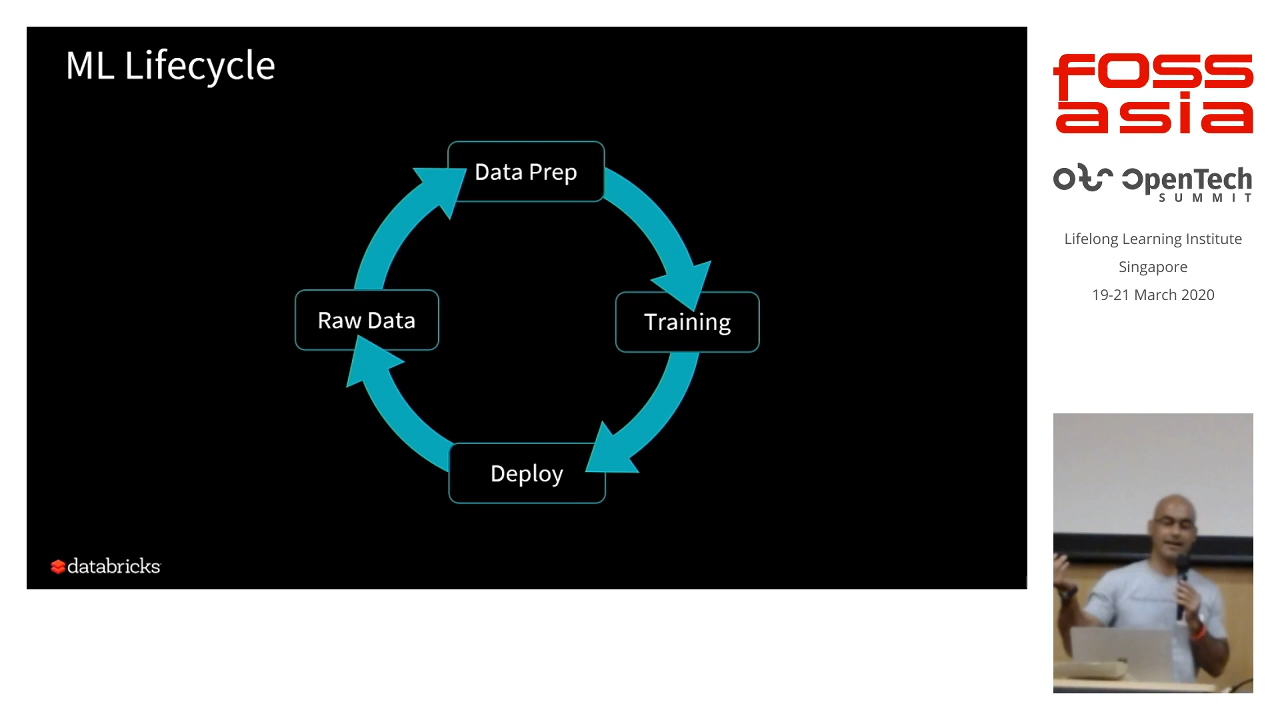 ML Lifecycle
Data Prep
Raw Data
Training
Deploy
databricks
foss
asia
OpenTech
SUMMIT
Lifelong Learning Institute
Singapore
19-21 March 2020